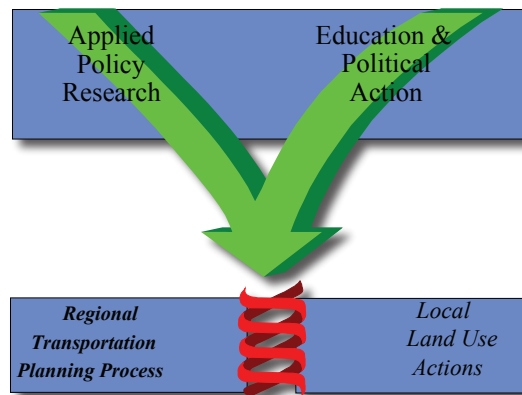 Applied
Policy
Research
Education &
Political
Action
Regional
Transportation
Planning Process
Local
Land Use
Actions